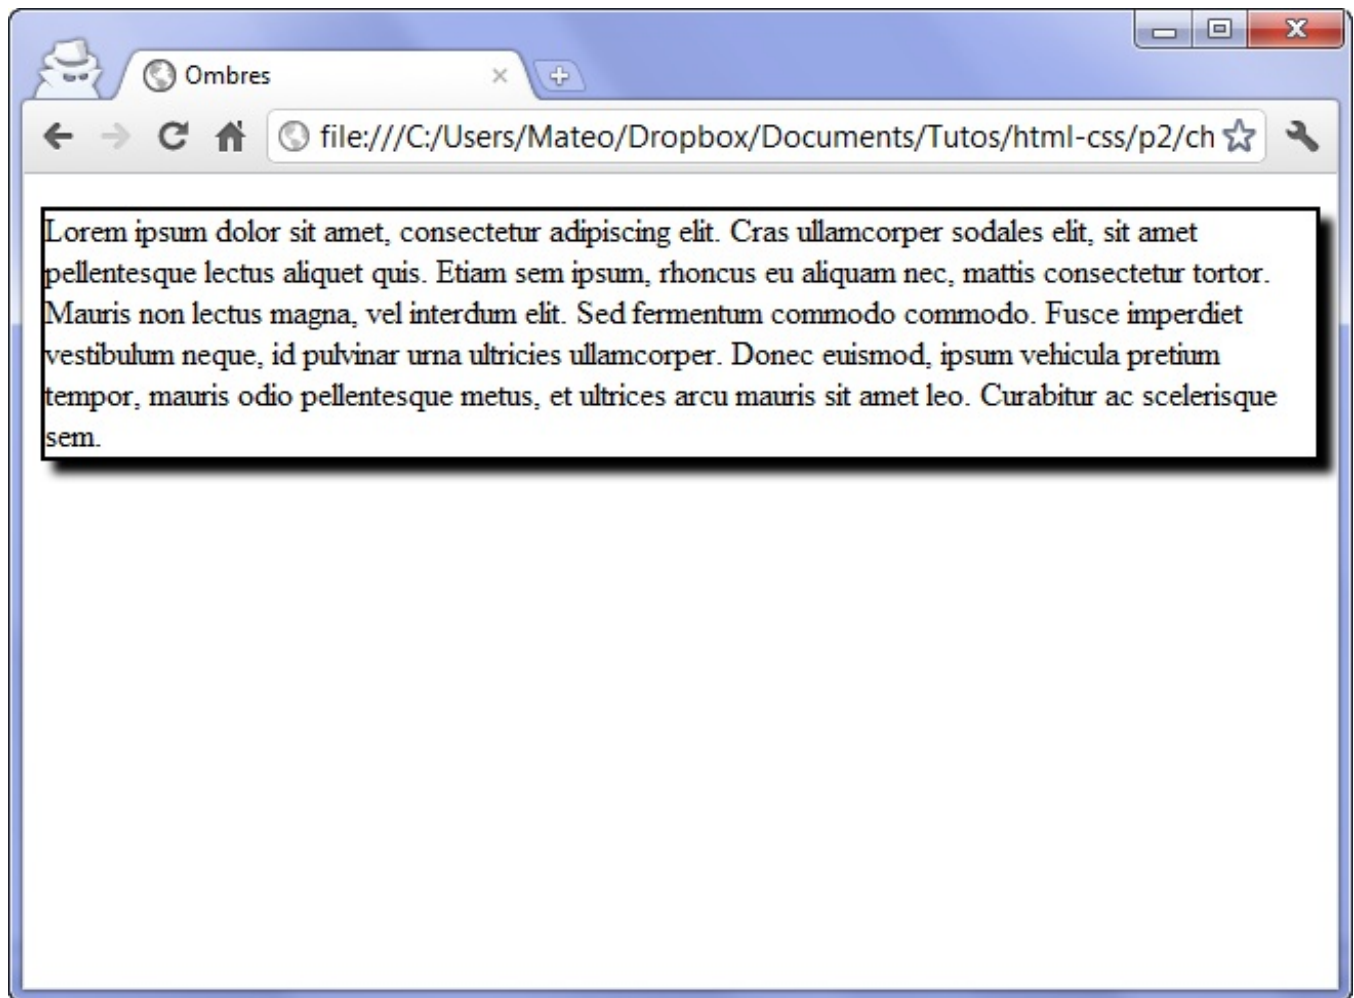 Ombres
file:///C:/Users/Mateo/Dropbox/Documents/Tutos/html-css/p2/ch
Lorem ipsum dolor sit amet, consectetur adipiscing elit. Cras ullamcorper sodales elit, sit amet
pellentesque lectus aliquet quis. Etiam sem ipsum, rhoncus eu aliquam nec, mattis consectetur tortor.
Mauris non lectus magna, vel interdum elit. Sed fermentum commodo commodo. Fusce imperdiet
vestibulum neque, id pulvinar urna ultricies ullamcorper. Donec euismod, ipsum vehicula pretium
tempor, mauris odio pellentesque metus, et ultrices arcu mauris sit amet leo. Curabitur ac scelerisque
sem.